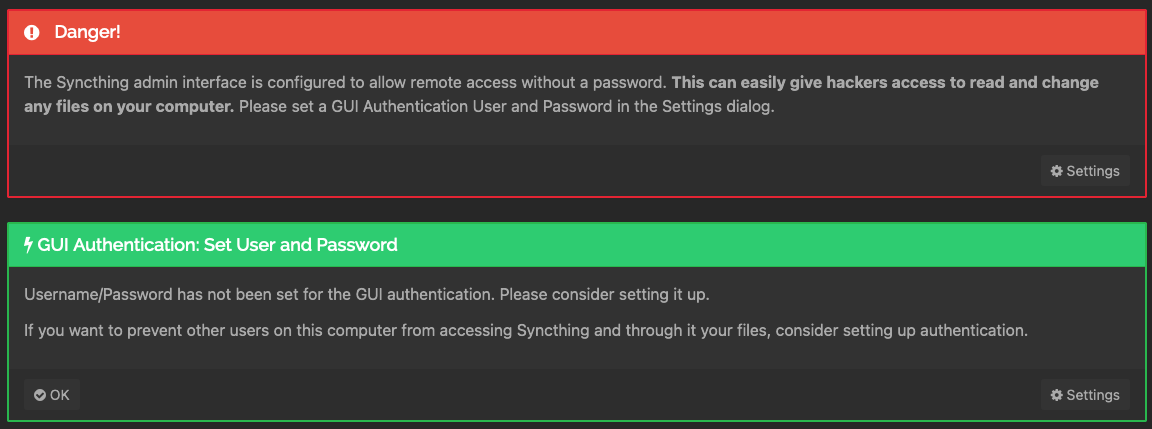 Danger!
The Syncthing admin interface is configured to allow remote access without a password. This can easily give hackers access to read and change
any files on your computer. Please set a GUI Authentication User and Password in the Settings dialog.
Settings
GUI Authentication: Set User and Password
Username/Password has not been set for the GUI authentication. Please consider setting it up.
If you want to prevent other users on this computer from accessing Syncthing and through it your files, consider setting up authentication.
OK
Settings